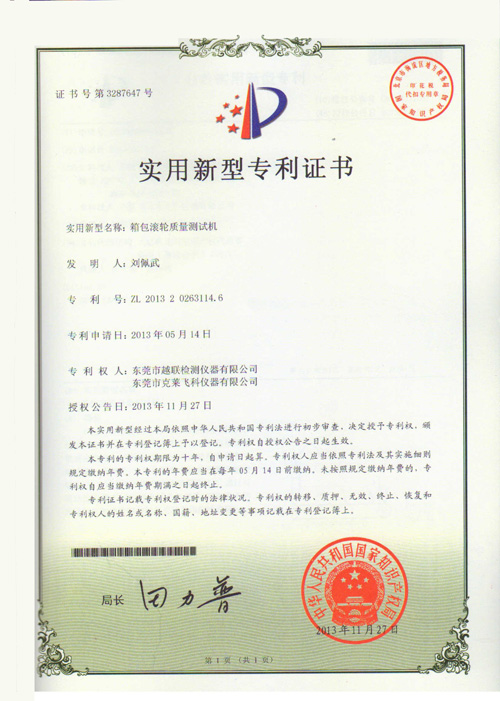 证书号第3287647号
印花税
代扣专用章
国家知识产权局
实用新型专利证书
实用新型名称：箱包滚轮质量测试机
发明人：刘佩武
专利号：ZL 2013 2 0263114.6
专利申请日：2013年05月14日
专利权人：东莞市越联检测仪器有限公司
东莞市克莱飞科仪器有限公司
授权公告日：2013年11月27日
本实用新型经过本局依照中华人民共和国专利法进行初步审查，决定授予专利权，颁
发本证书并在专利登记簿上予以登记。专利权自授权公告之日起生效。
本专利的专利权期限为十年，自申请日起算。专利权人应当依照专利法及其实施细则
规定缴纳年费。本专利的年费应当在每年05月14日前缴纳。未按照规定缴纳年费的，专
利权自应当缴纳年费期满之日起终止。
专利证书记载专利权登记时的法律状况。专利权的转移、质押、无效、终止、恢复和
专利权人的姓名或名称、国籍、地址变更等事项记载在专利登记簿上。
局长
田力普
中华人民共和国国家知识产权局
2013年11月27日
第1页（共1页）